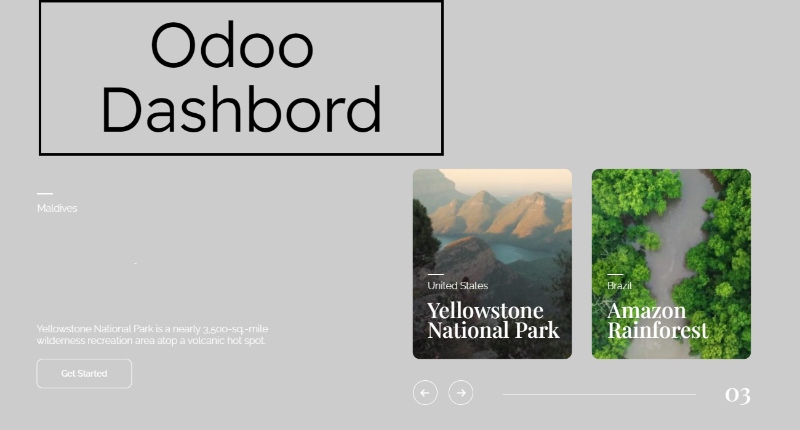 Odoo
Dashbord
Maldives
Yellowstone National Park is a nearly 3,500-sq.-mile
wilderness recreation area atop a volcanic hot spot.
Get Started
United States
Yellowstone
National Park
Brazil
Amazon
Rainforest
03